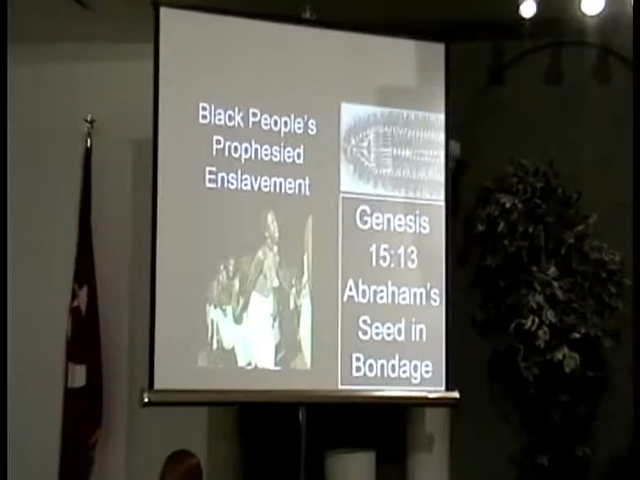 Black People's
Prophesied
Enslavement
Genesis
15:13
Abraham's
Seed in
Bondage